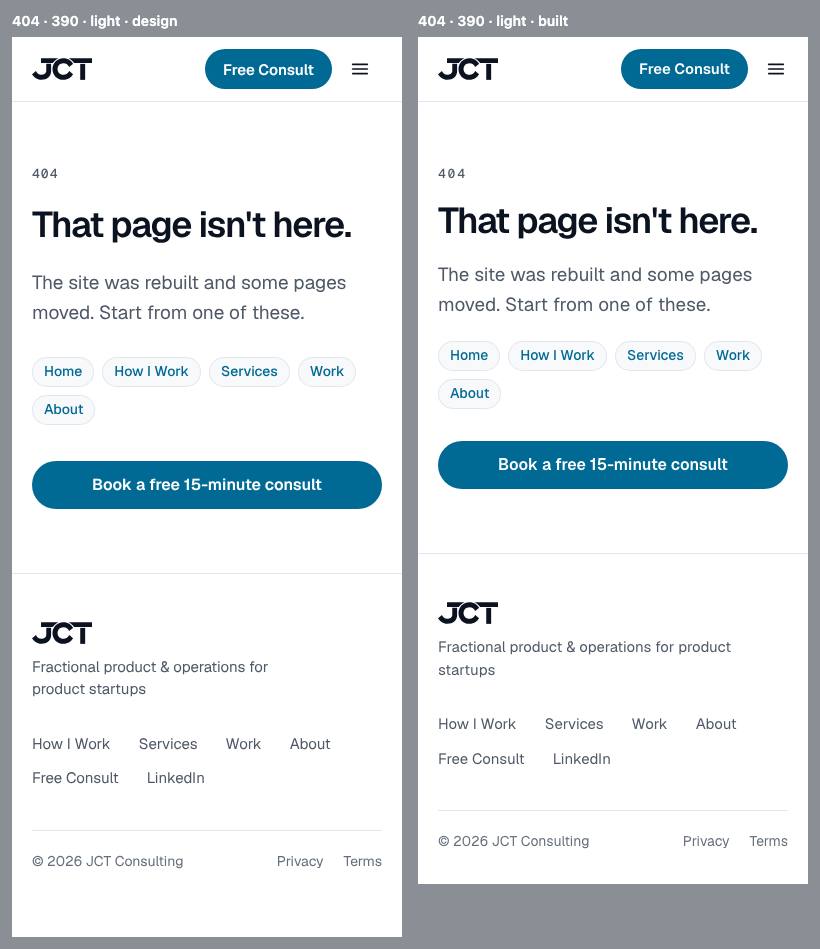 404 · 390 · light · design
JCT
Free Consult
404
That page isn't here.
The site was rebuilt and some pages
moved. Start from one of these.
Home How I Work Services Work
About
Book a free 15-minute consult
JCT
Fractional product & operations for
product startups
How I Work Services Work About
Free Consult LinkedIn
© 2026 JCT Consulting Privacy Terms
404 · 390 · light · built
JCT
Free Consult
404
That page isn't here.
The site was rebuilt and some pages
moved. Start from one of these.
Home How I Work Services Work
About
Book a free 15-minute consult
JCT
Fractional product & operations for product
startups
How I Work Services Work About
Free Consult LinkedIn
© 2026 JCT Consulting Privacy Terms